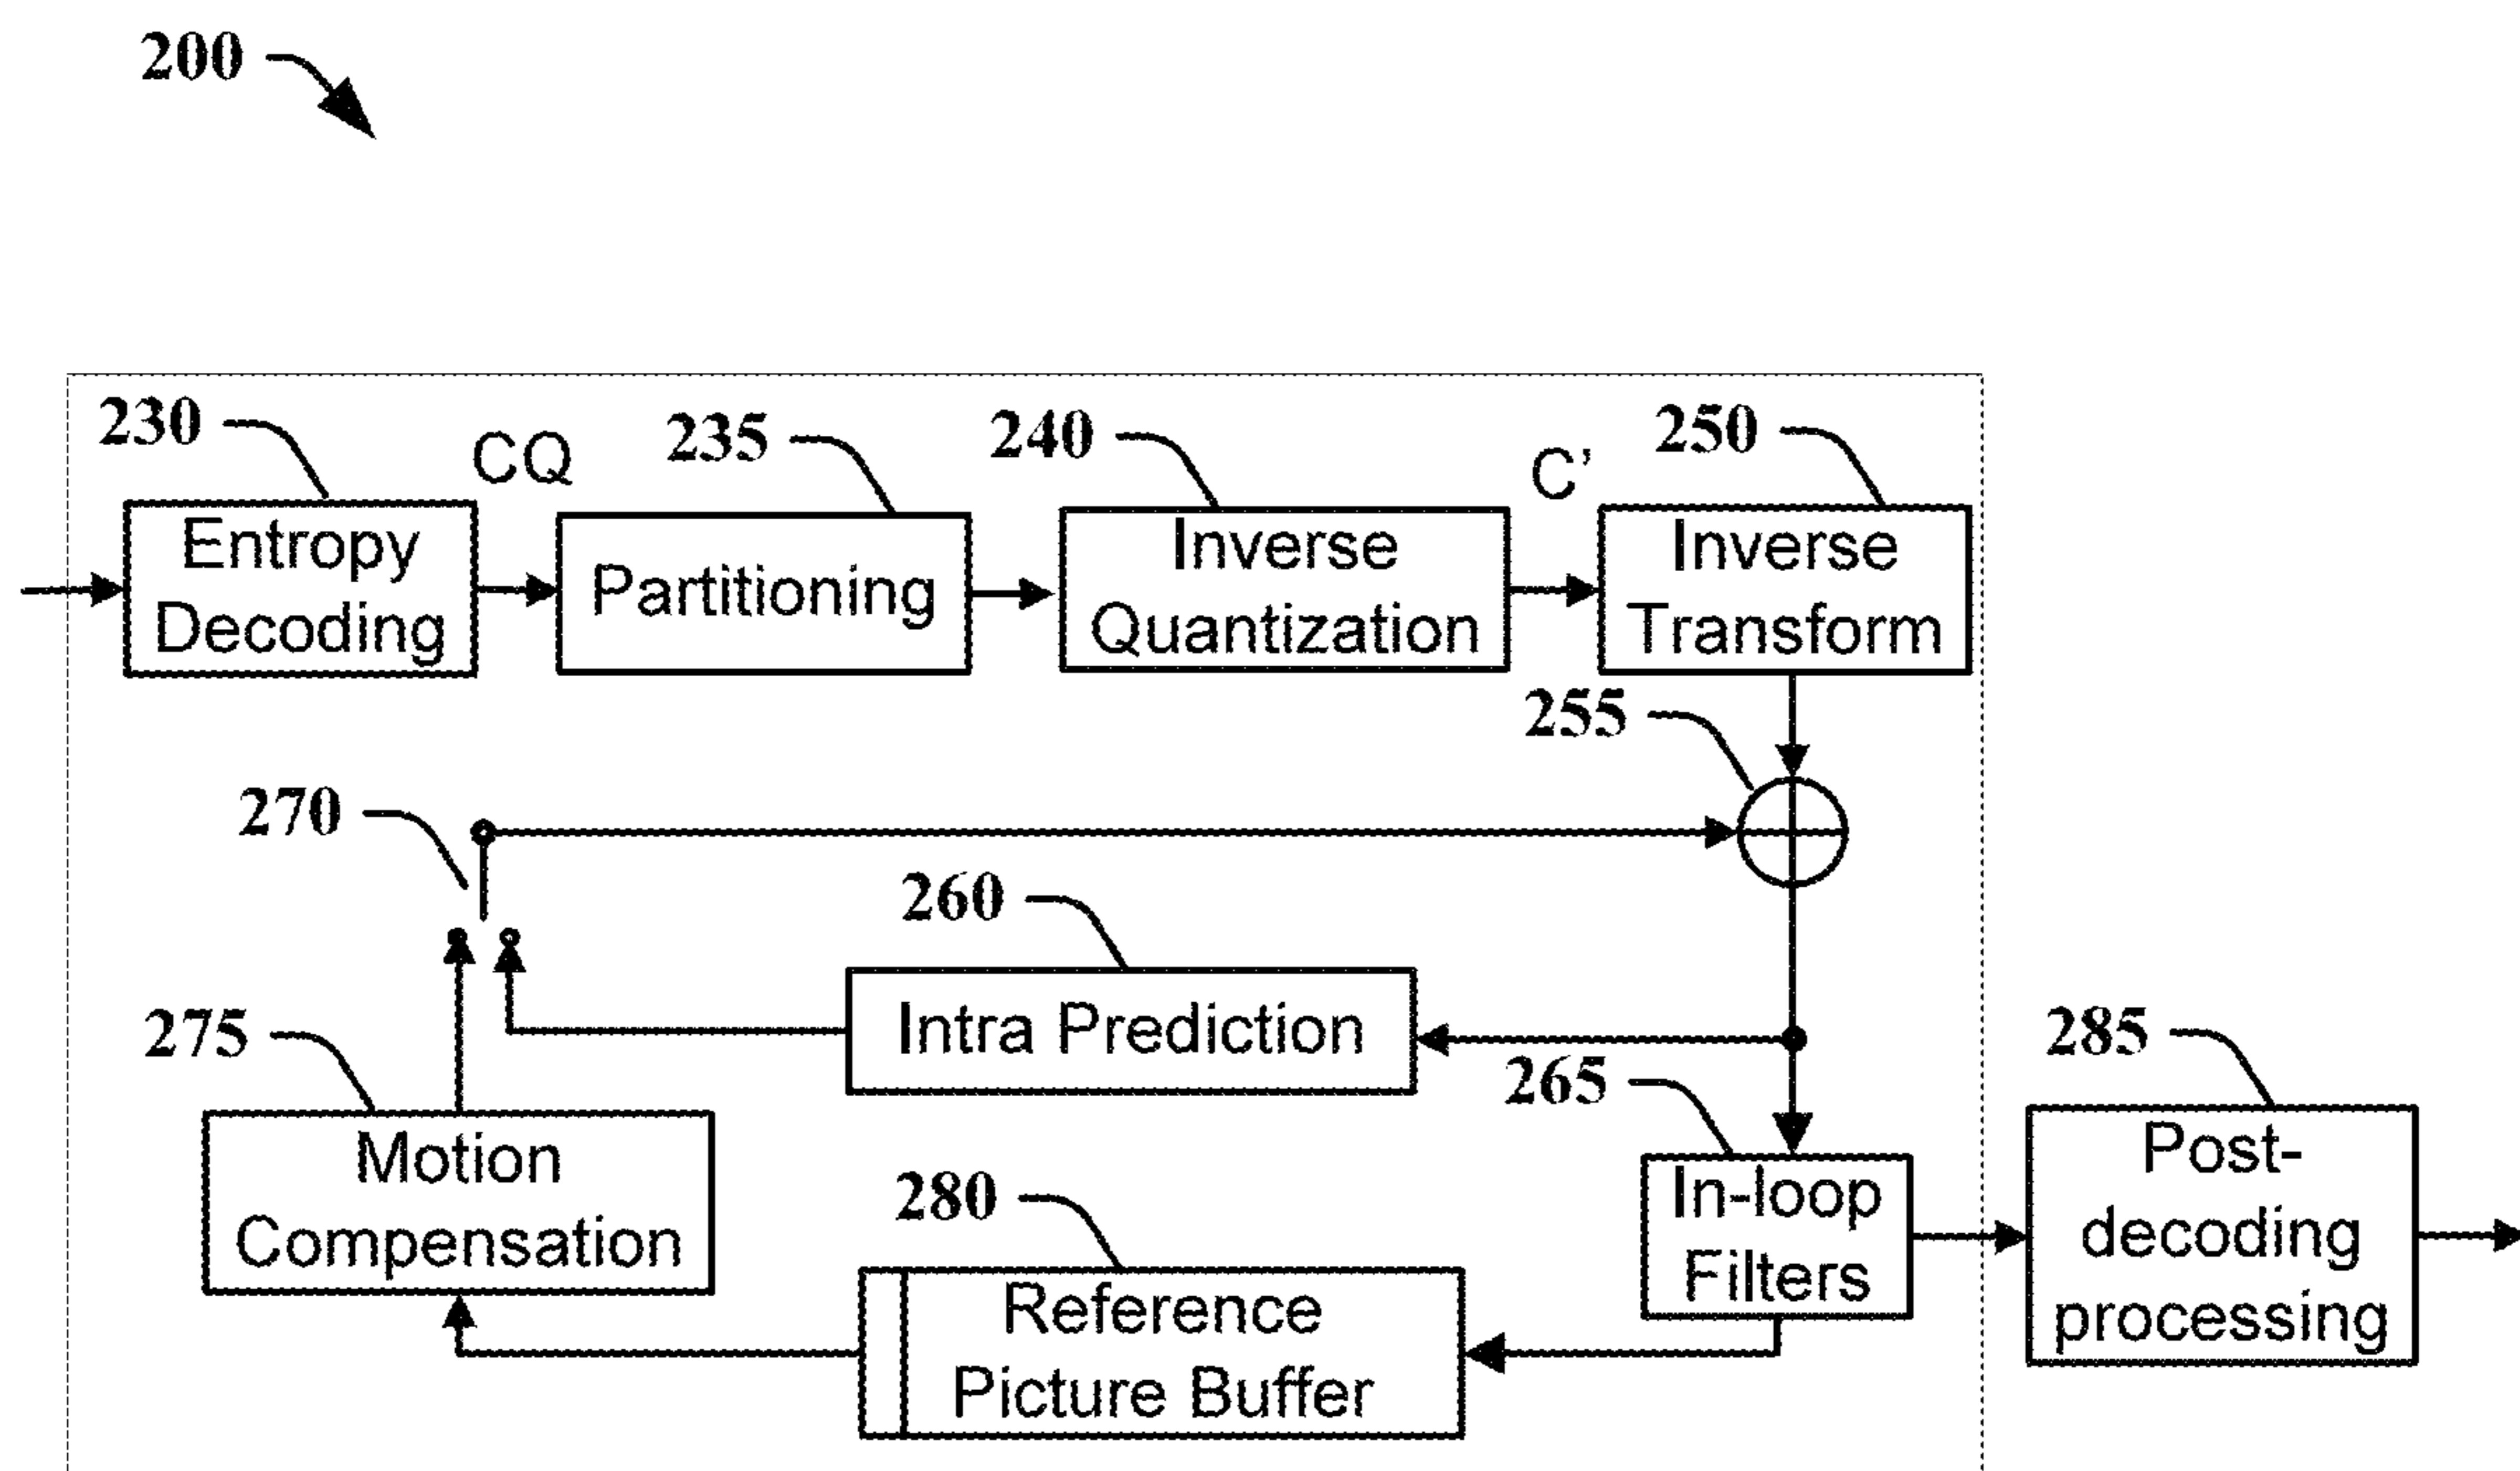 200
230
CQ
235
240
C'
250
Entropy
Decoding
Partitioning
Inverse
Quantization
Inverse
Transform
255
270
260
275
Intra Prediction
265
285
Motion
Compensation
280
Reference
Picture Buffer
In-loop
Filters
Post-
decoding
processing